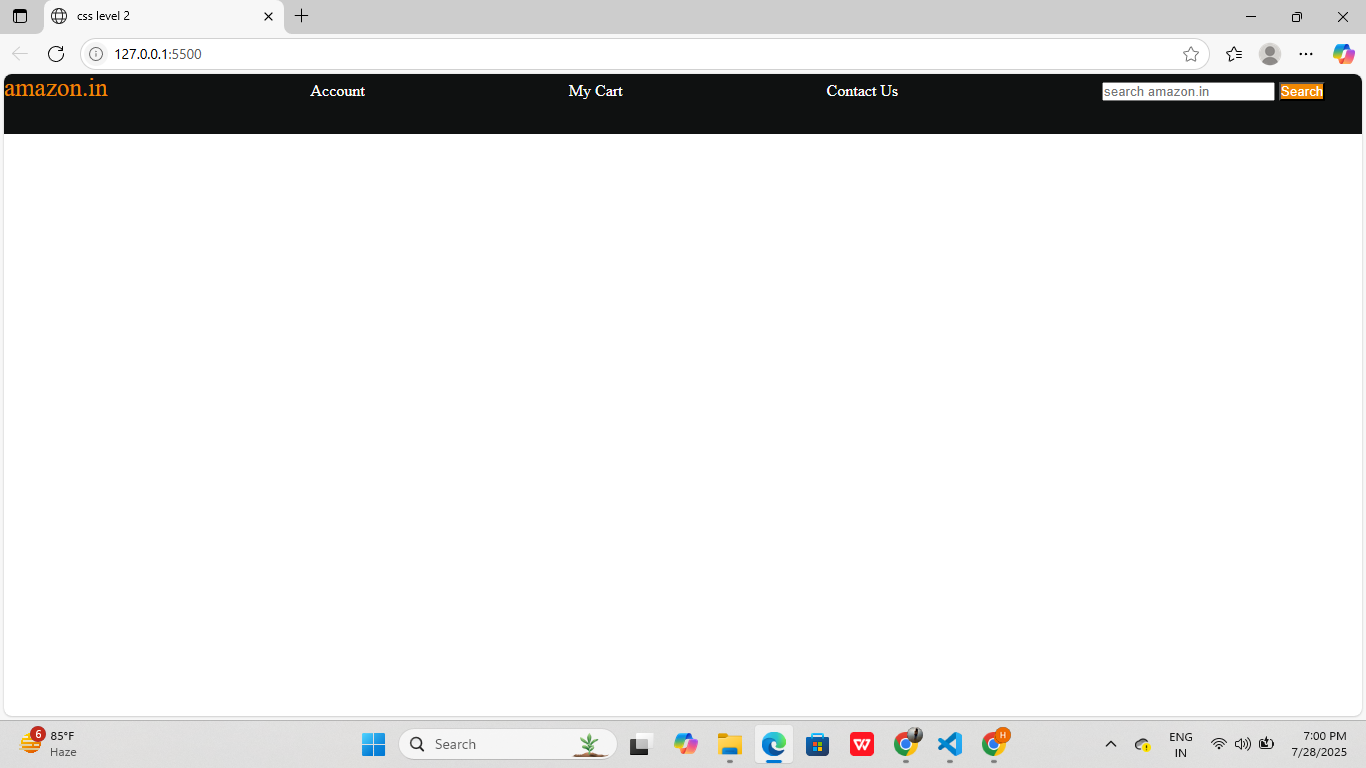 css level 2
127.0.0.1:5500
amazon.in Account My Cart Contact Us search amazon.in Search
6 85°F
Haze
Search
W
H
ENG
IN
7:00 PM
7/28/2025